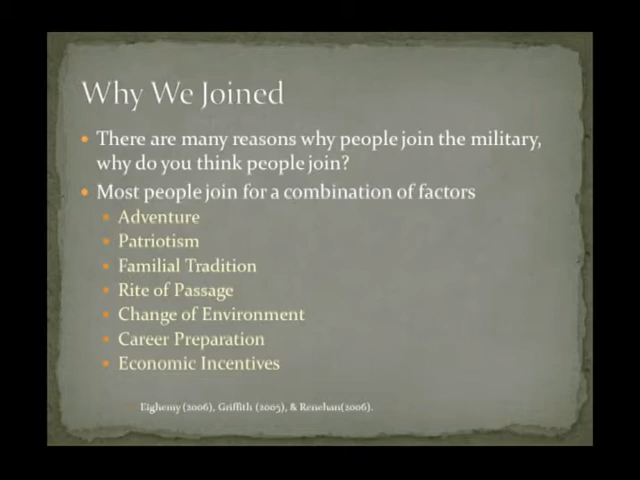 Why We Joined
There are many reasons why people join the military,
why do you think people join?
Most people join for a combination of factors
Adventure
Patriotism
Familial Tradition
Rite of Passage
Change of Environment
Career Preparation
Economic Incentives
Eighemy (2006), Griffith (2005), & Renehan(2006).